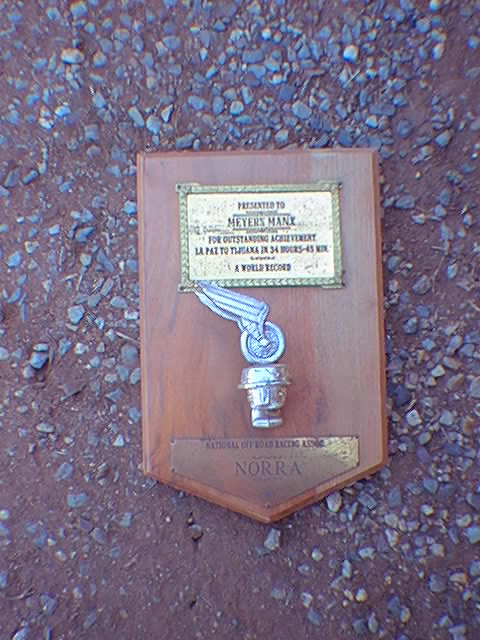 PRESENTED TO
MEYERS MANX
FOR OUTSTANDING ACHIEVEMENT
LA PAZ TO TIJUANA IN 34 HOURS-45 MIN.
A WORLD RECORD
NATIONAL OFF ROAD RACING ASSOC.
NORRA